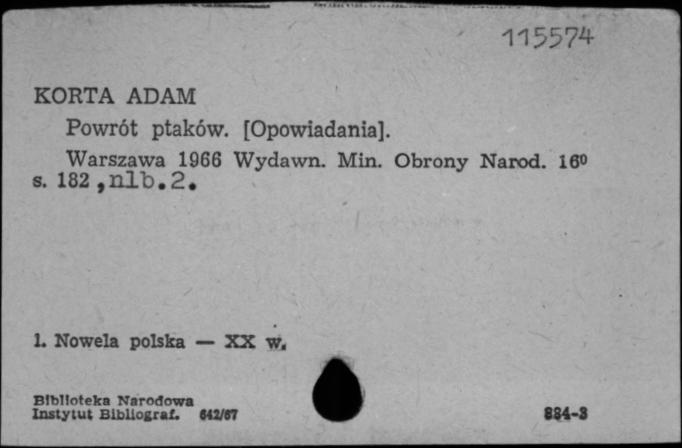 115574
KORTA ADAM
Powrót ptaków. [Opowiadania].
Warszawa 1966 Wydawn. Min. Obrony Narod. 16⁰
s. 182, nlb. 2.
1. Nowela polska — XX w.
Biblioteka Narodowa
Instytut Bibliograf. 642/67 884-3